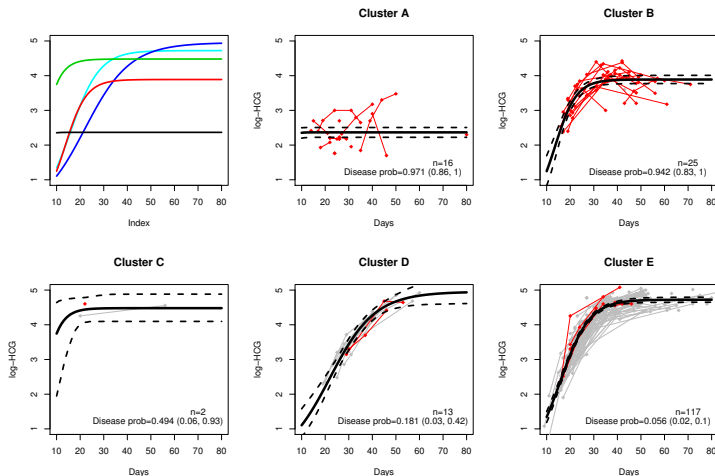 Cluster A
Cluster B
5
4
3
2
1
10 20 30 40 50 60 70 80
Index
log−HCG
5
4
3
2
1
n=16
Disease prob=0.971 (0.86, 1)
10 20 30 40 50 60 70 80
Days
log−HCG
5
4
3
2
1
n=25
Disease prob=0.942 (0.83, 1)
10 20 30 40 50 60 70 80
Days
Cluster C
Cluster D
Cluster E
log−HCG
5
4
3
2
1
n=2
Disease prob=0.494 (0.06, 0.93)
10 20 30 40 50 60 70 80
Days
log−HCG
5
4
3
2
1
n=13
Disease prob=0.181 (0.03, 0.42)
10 20 30 40 50 60 70 80
Days
log−HCG
5
4
3
2
1
n=117
Disease prob=0.056 (0.02, 0.1)
10 20 30 40 50 60 70 80
Days